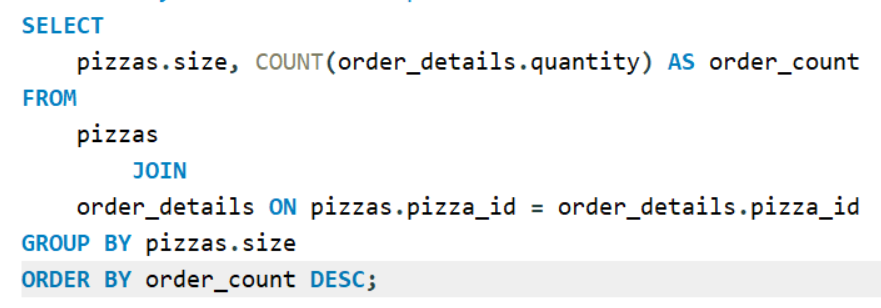 SELECT
pizzas.size, COUNT(order_details.quantity) AS order_count
FROM
pizzas
JOIN
order_details ON pizzas.pizza_id = order_details.pizza_id
GROUP BY pizzas.size
ORDER BY order_count DESC;